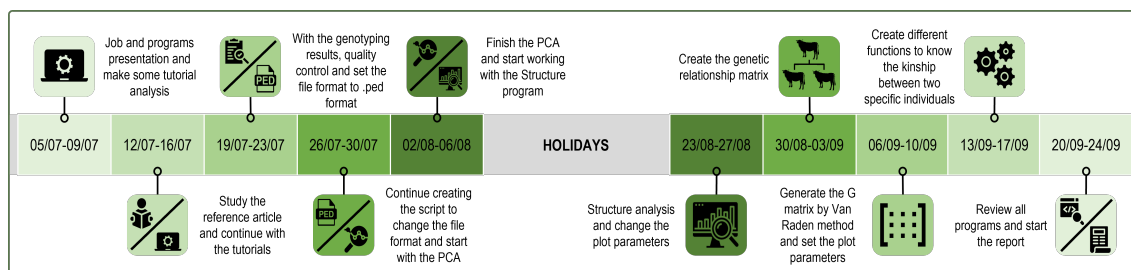 Job and programs
presentation and
make some tutorial
analysis
PED
With the genotyping
results, quality
control and set the
file format to .ped
format
Finish the PCA
and start working
with the Structure
program
Create the genetic
relationship matrix
Create different
functions to know
the kinship
between two
specific individuals
05/07-09/07
12/07-16/07
19/07-23/07
26/07-30/07
02/08-06/08
HOLIDAYS
23/08-27/08
30/08-03/09
06/09-10/09
13/09-17/09
20/09-24/09
Study the
reference article
and continue with
the tutorials
PED
Continue creating
the script to
change the file
format and start
with the PCA
Structure analysis
and change the
plot parameters
Generate the G
matrix by Van
Raden method
and set the plot
parameters
Review all
programs and start
the report